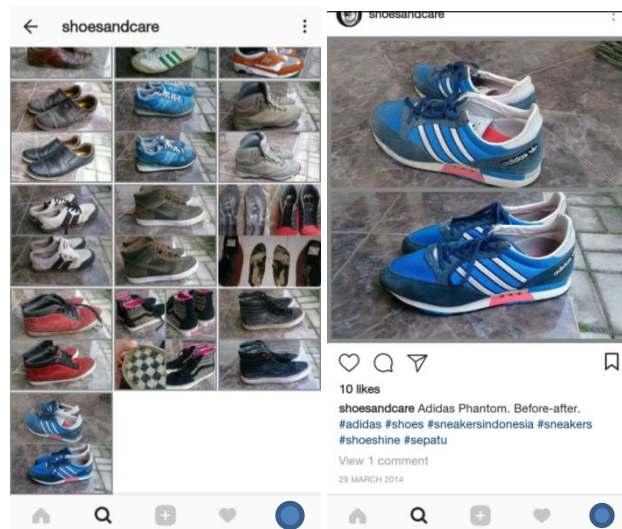 shoesandcare
shoesandcare
adidas
adidas
10 likes
shoesandcare Adidas Phantom. Before-after.
#adidas #shoes #sneakersindonesia #sneakers
#shoeshine #sepatu
View 1 comment
29 MARCH 2014